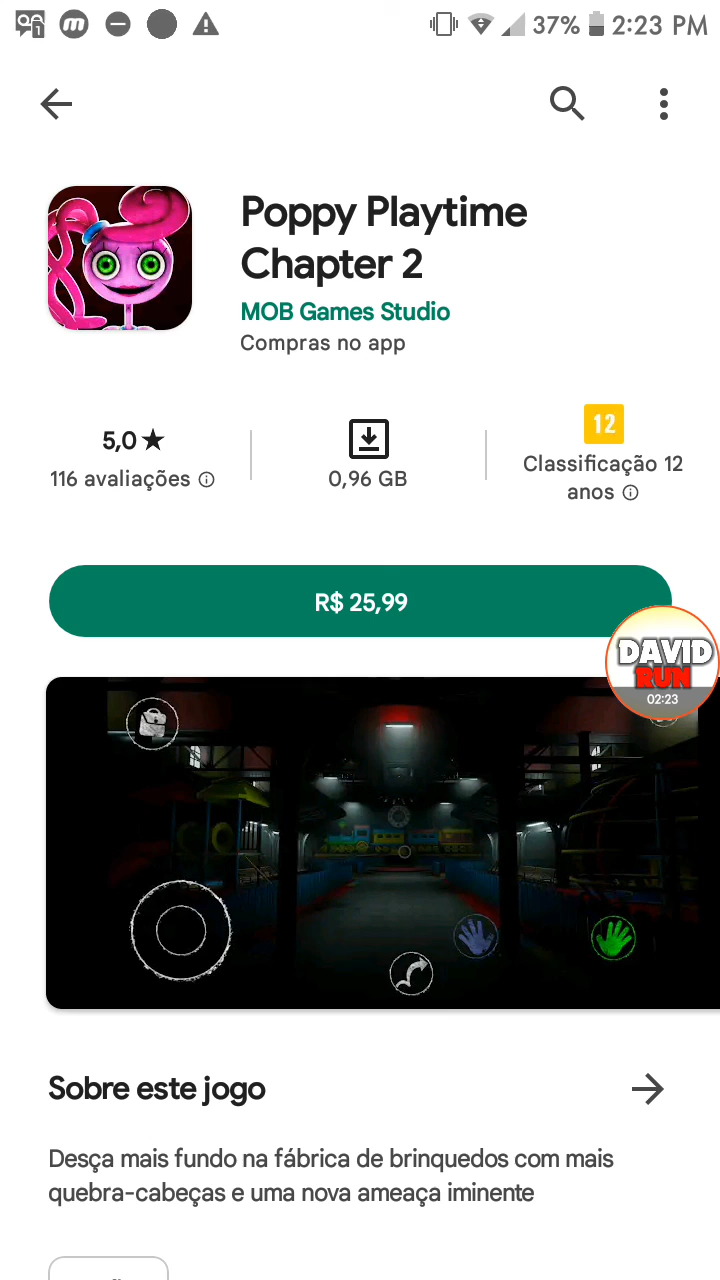 37% 2:23 PM
Poppy Playtime
Chapter 2
MOB Games Studio
Compras no app
5,0★
116 avaliações
0,96 GB
12
Classificação 12
anos
R$ 25,99
DAVID
RUN
02:23
Sobre este jogo
Desça mais fundo na fábrica de brinquedos com mais
quebra-cabeças e uma nova ameaça iminente